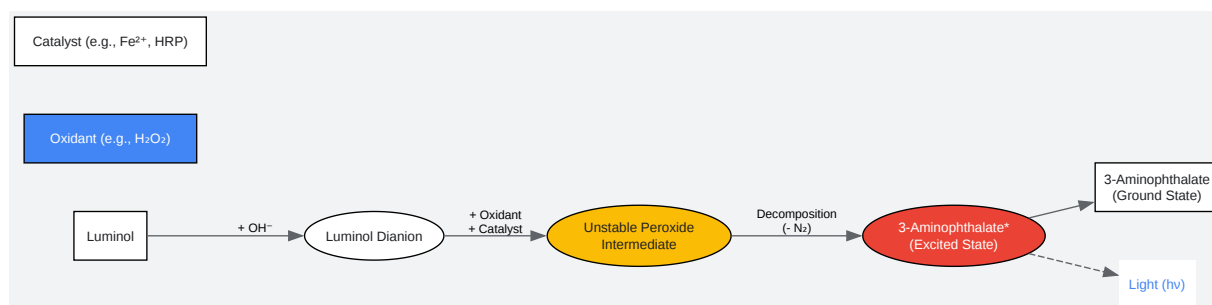 Catalyst (e.g., Fe²⁺, HRP)
Oxidant (e.g., H₂O₂)
Luminol
+ OH⁻
Luminol Dianion
+ Oxidant
+ Catalyst
Unstable Peroxide
Intermediate
Decomposition
(- N₂)
3-Aminophthalate*
(Excited State)
3-Aminophthalate
(Ground State)
Light (hν)